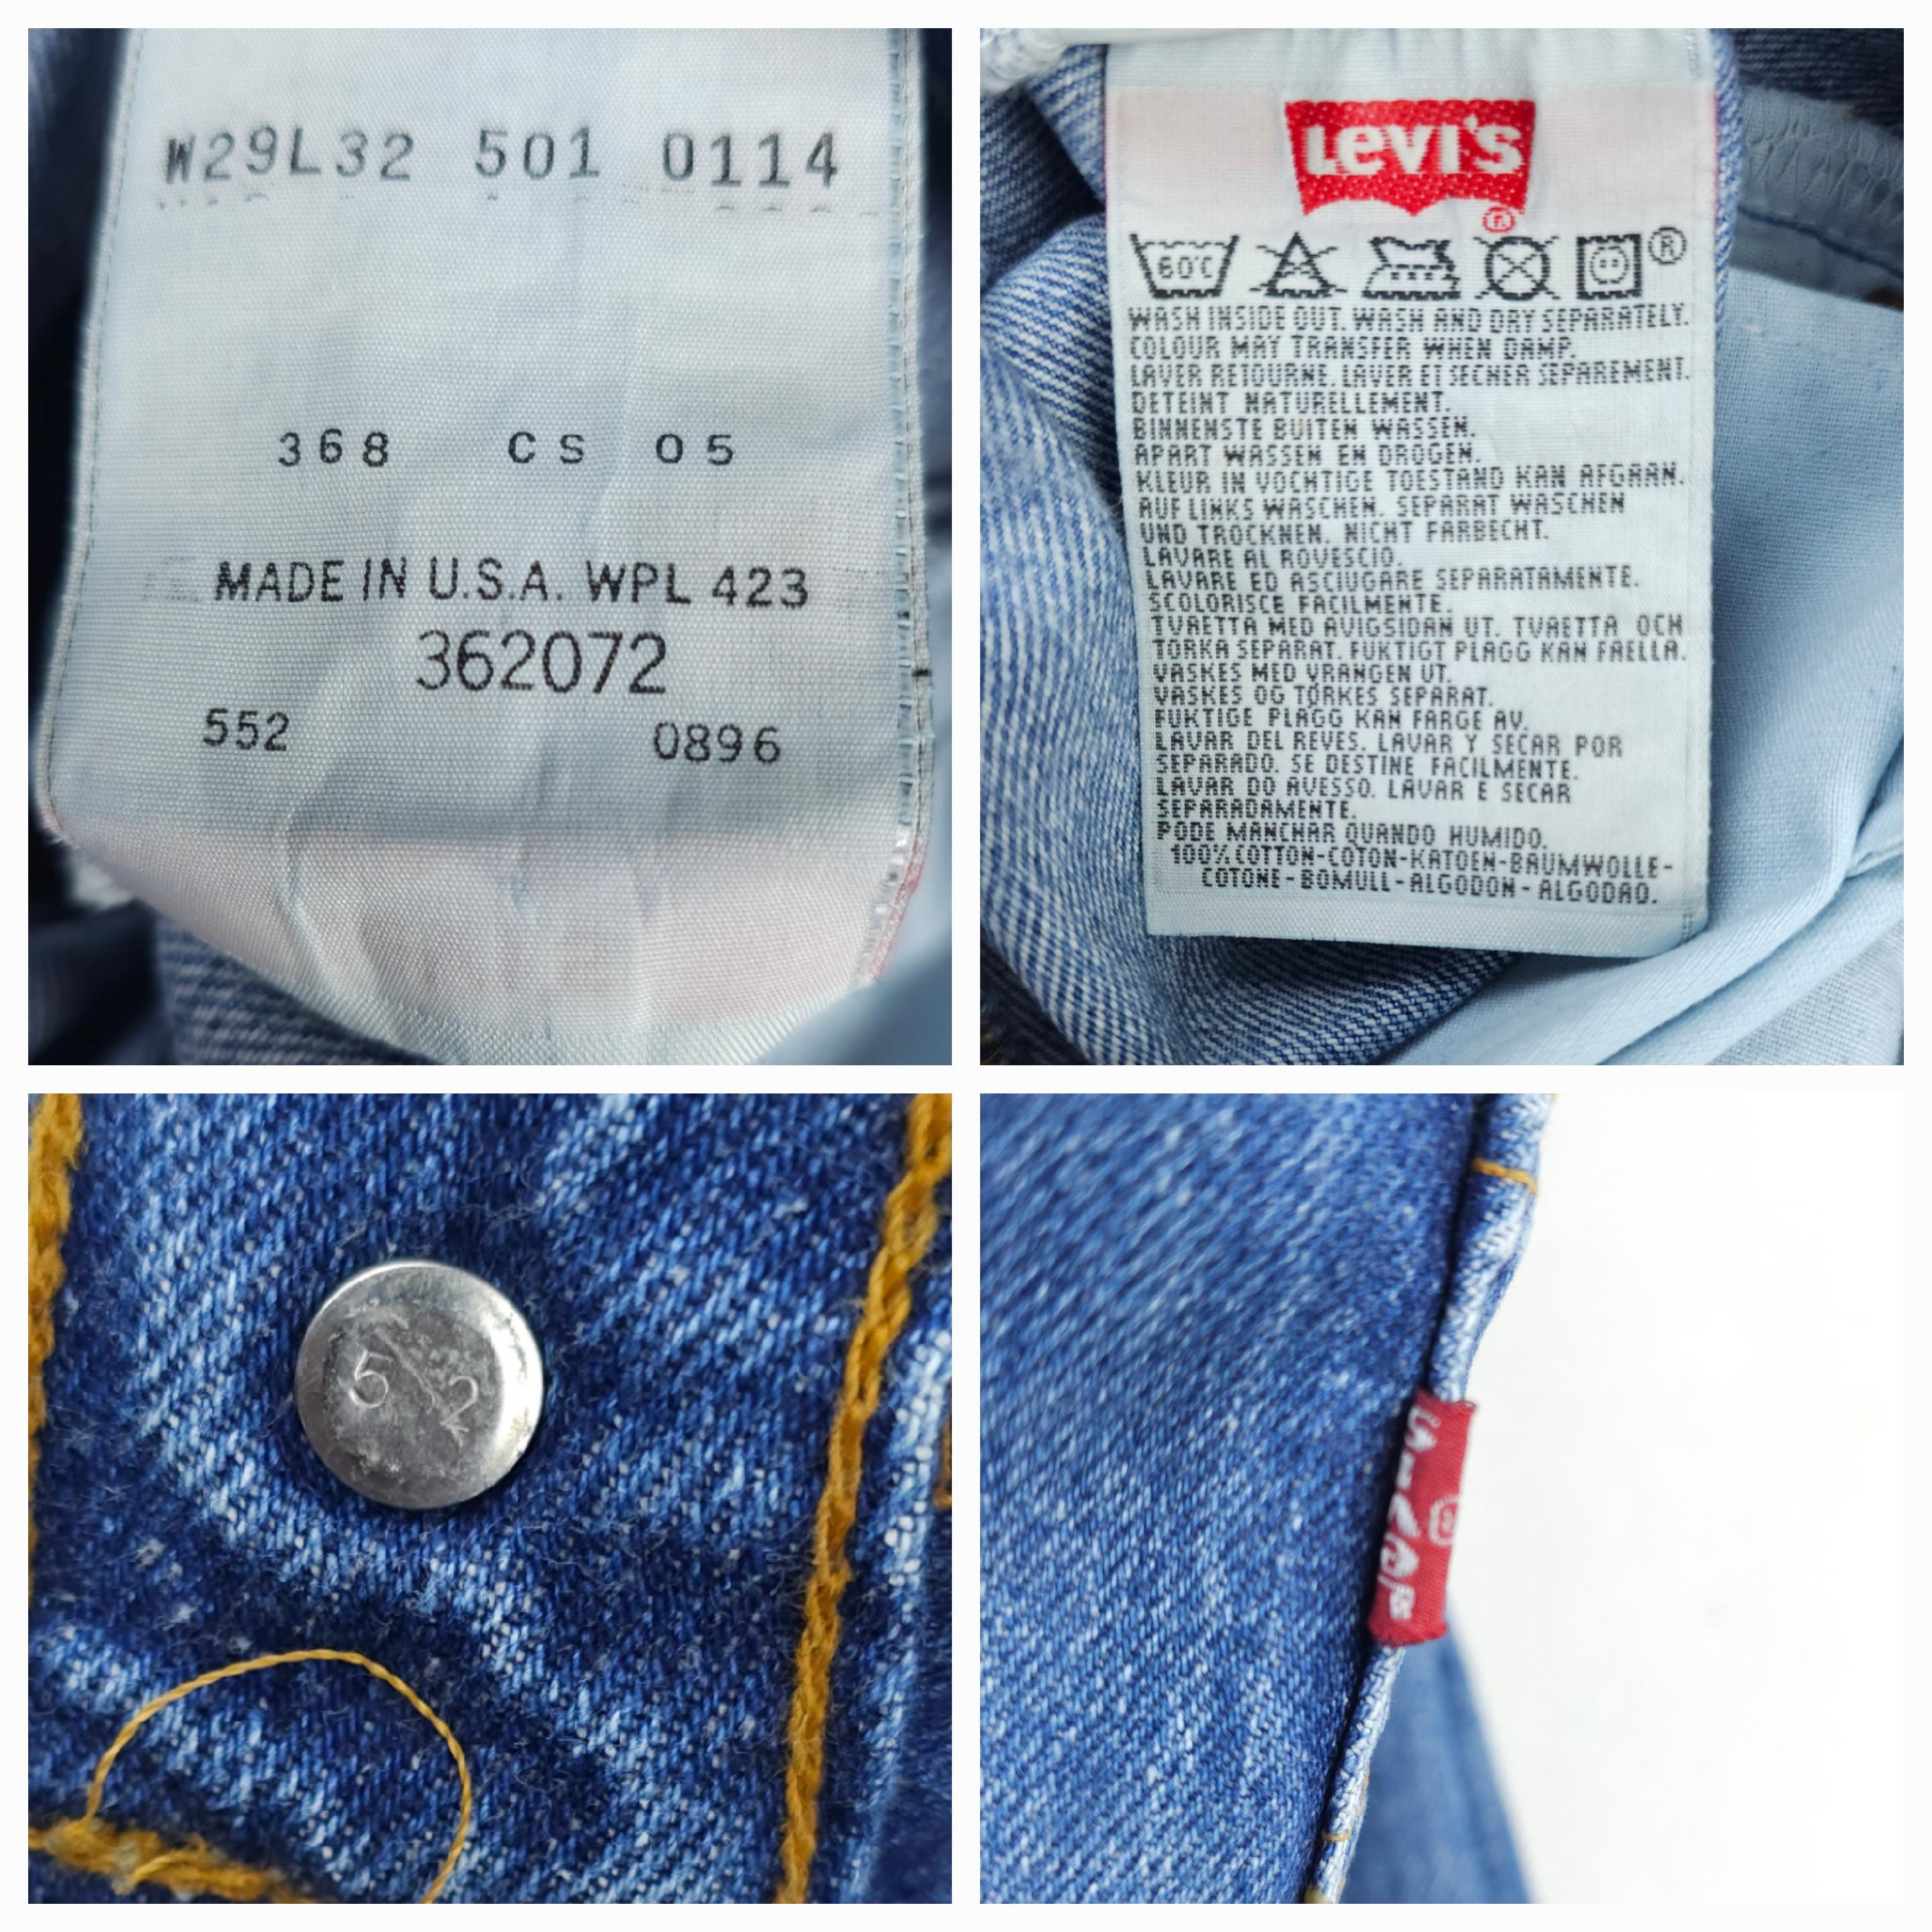 W29L32 501 0114
368 CS 05
MADE IN U.S.A. WPL 423
362072
552 0896
LEVI'S
®
60°C ®
WASH INSIDE OUT. WASH AND DRY SEPARATELY.
COLOUR MAY TRANSFER WHEN DAMP.
LAVER RETOURNE. LAVER ET SECHER SEPAREMENT.
DETEINT NATURELLEMENT.
BINNENSTE BUITEN WASSEN.
APART WASSEN EN DROGEN.
KLEUR IN VOCHTIGE TOESTAND KAN AFGAAN.
AUF LINKS WASCHEN. SEPARAT WASCHEN
UND TROCKNEN. NICHT FARBECHT.
LAVARE AL ROVESCIO.
LAVARE ED ASCIUGARE SEPARATAMENTE.
SCOLORISCE FACILMENTE.
TVAETTA MED AVIGSIDAN UT. TVAETTA OCH
TORKA SEPARAT. FUKTIGT PLAGG KAN FAELLA.
VASKES MED VRANGEN UT.
VASKES OG TØRKES SEPARAT.
FUKTIGE PLAGG KAN FARGE AV.
LAVAR DEL REVES. LAVAR Y SECAR POR
SEPARADO. SE DESTINE FACILMENTE.
LAVAR DO AVESSO. LAVAR E SECAR
SEPARADAMENTE.
PODE MANCHAR QUANDO HUMIDO.
100% COTTON-COTON-KATOEN-BAUMWOLLE-
COTONE-BOMULL-ALGODON-ALGODAO.
5 2
LEVI'S
®